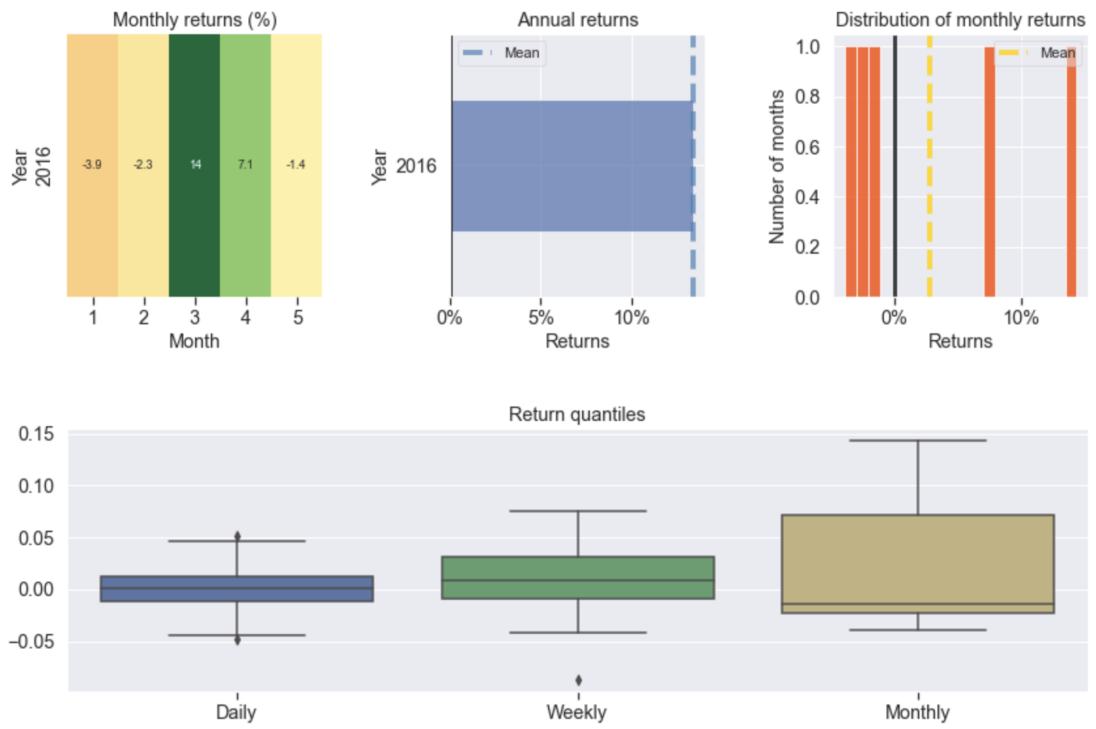 Monthly returns (%)
Year
2016
-3.9 -2.3 14 7.1 -1.4
1 2 3 4 5
Month
Annual returns
Mean
Year
2016
0% 5% 10%
Returns
Distribution of monthly returns
Mean
Number of months
1.0
0.8
0.6
0.4
0.2
0.0
0% 10%
Returns
Return quantiles
0.15
0.10
0.05
0.00
−0.05
Daily Weekly Monthly